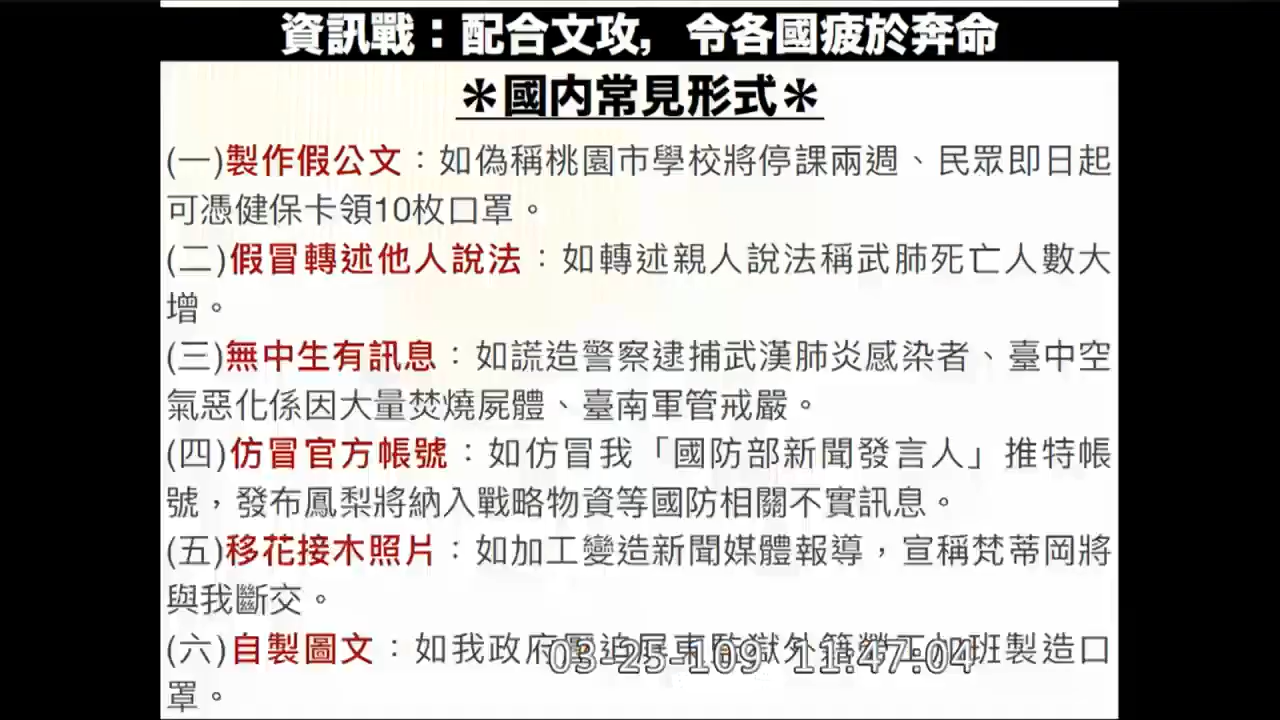 資訊戰：配合文攻，令各國疲於奔命
＊國內常見形式＊
(一)製作假公文：如偽稱桃園市學校將停課兩週、民眾即日起
可憑健保卡領10枚口罩。
(二)假冒轉述他人說法：如轉述親人說法稱武肺死亡人數大
增。
(三)無中生有訊息：如謊造警察逮捕武漢肺炎感染者、臺中空
氣惡化係因大量焚燒屍體、臺南軍管戒嚴。
(四)仿冒官方帳號：如仿冒我「國防部新聞發言人」推特帳
號，發布鳳梨將納入戰略物資等國防相關不實訊息。
(五)移花接木照片：如加工變造新聞媒體報導，宣稱梵蒂岡將
與我斷交。
(六)自製圖文：如我政府壓迫屏東監獄外籍勞工加班製造口
罩。
03-25-109 11:47:04